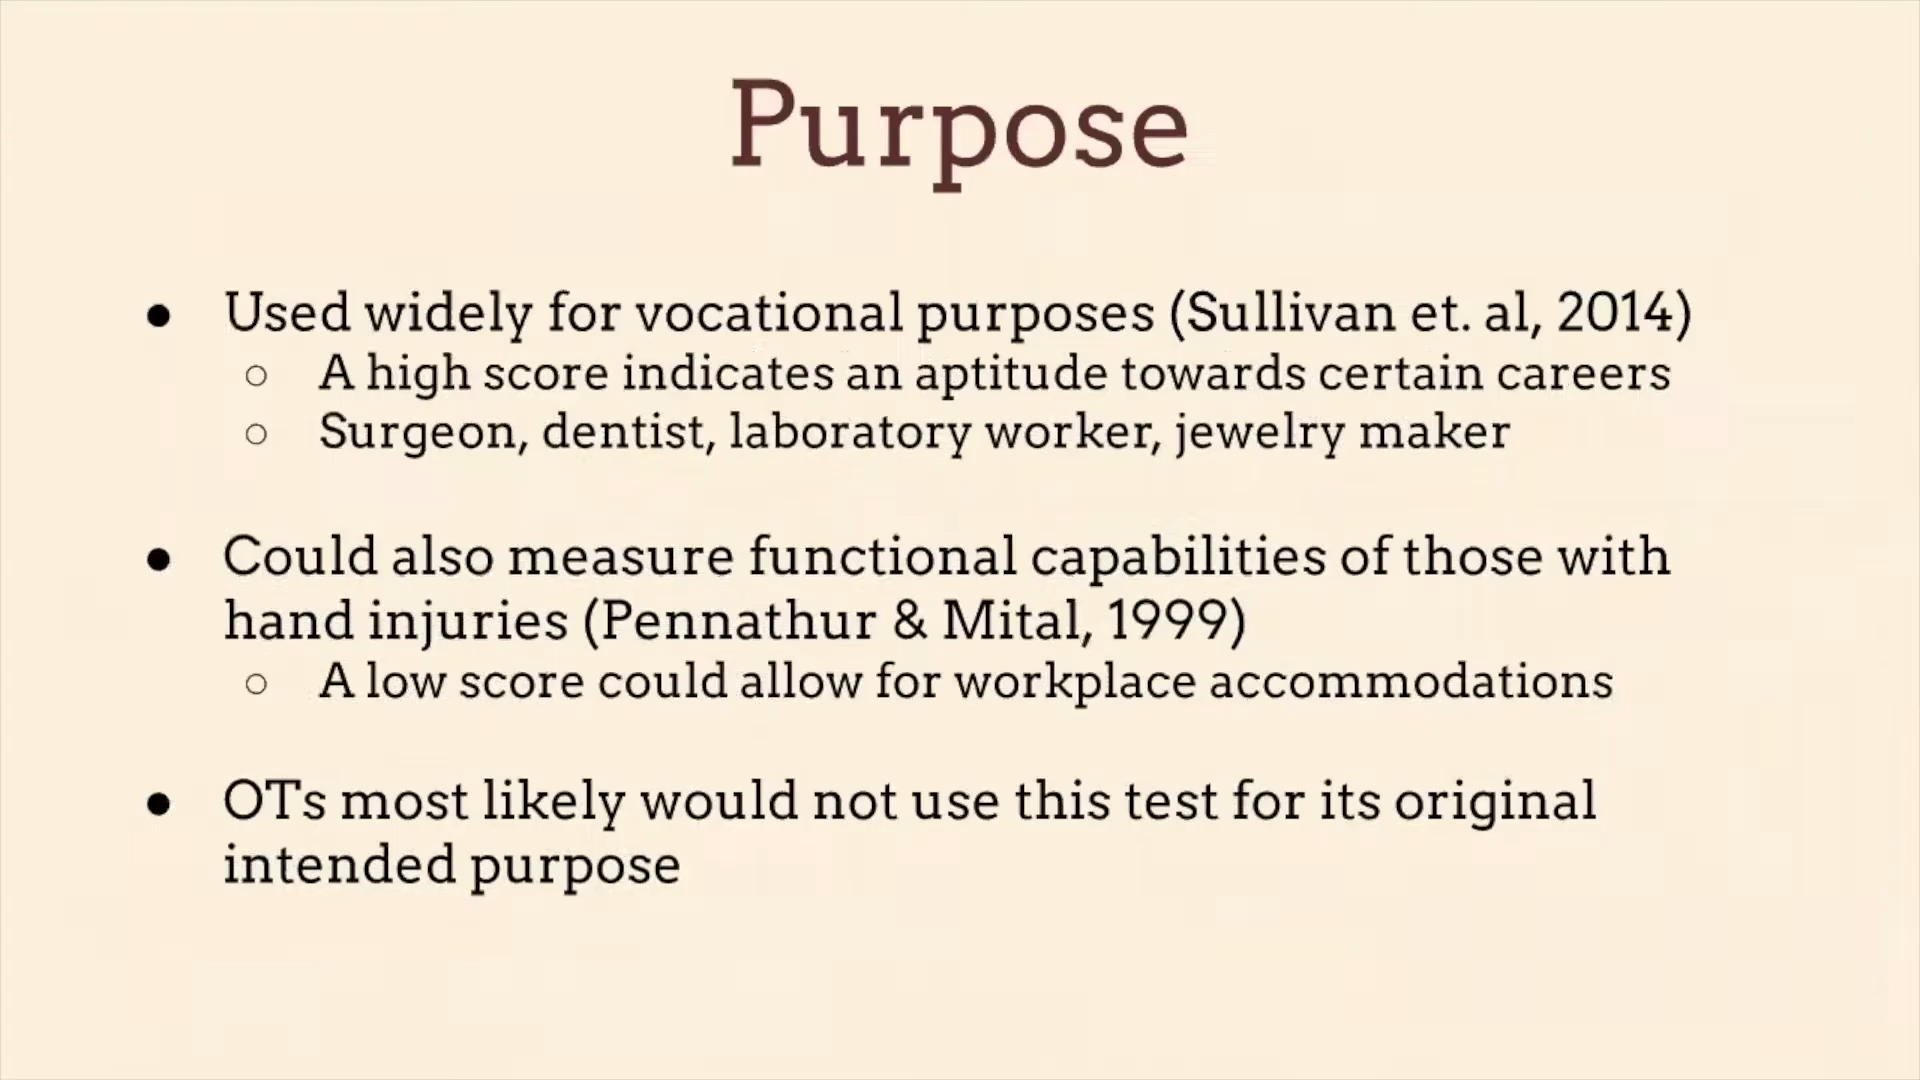 Purpose
● Used widely for vocational purposes (Sullivan et. al, 2014)
○ A high score indicates an aptitude towards certain careers
○ Surgeon, dentist, laboratory worker, jewelry maker
● Could also measure functional capabilities of those with
hand injuries (Pennathur & Mital, 1999)
○ A low score could allow for workplace accommodations
● OTs most likely would not use this test for its original
intended purpose